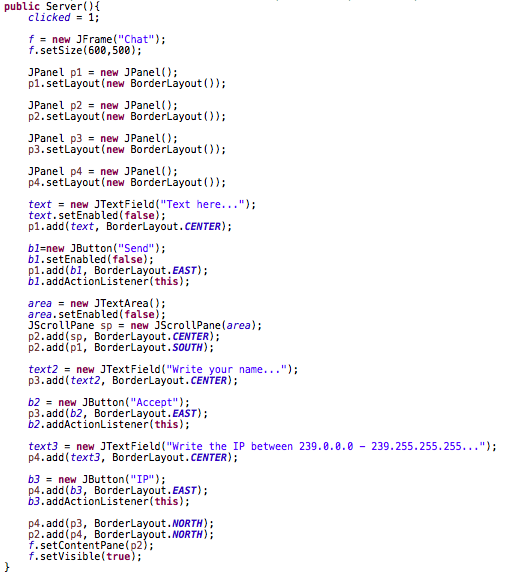 public Server(){
clicked = 1;
f = new JFrame("Chat");
f.setSize(600,500);
JPanel p1 = new JPanel();
p1.setLayout(new BorderLayout());
JPanel p2 = new JPanel();
p2.setLayout(new BorderLayout());
JPanel p3 = new JPanel();
p3.setLayout(new BorderLayout());
JPanel p4 = new JPanel();
p4.setLayout(new BorderLayout());
text = new JTextField("Text here...");
text.setEnabled(false);
p1.add(text, BorderLayout.CENTER);
b1=new JButton("Send");
b1.setEnabled(false);
p1.add(b1, BorderLayout.EAST);
b1.addActionListener(this);
area = new JTextArea();
area.setEnabled(false);
JScrollPane sp = new JScrollPane(area);
p2.add(sp, BorderLayout.CENTER);
p2.add(p1, BorderLayout.SOUTH);
text2 = new JTextField("Write your name...");
p3.add(text2, BorderLayout.CENTER);
b2 = new JButton("Accept");
p3.add(b2, BorderLayout.EAST);
b2.addActionListener(this);
text3 = new JTextField("Write the IP between 239.0.0.0 - 239.255.255.255...");
p4.add(text3, BorderLayout.CENTER);
b3 = new JButton("IP");
p4.add(b3, BorderLayout.EAST);
b3.addActionListener(this);
p4.add(p3, BorderLayout.NORTH);
p2.add(p4, BorderLayout.NORTH);
f.setContentPane(p2);
f.setVisible(true);
}